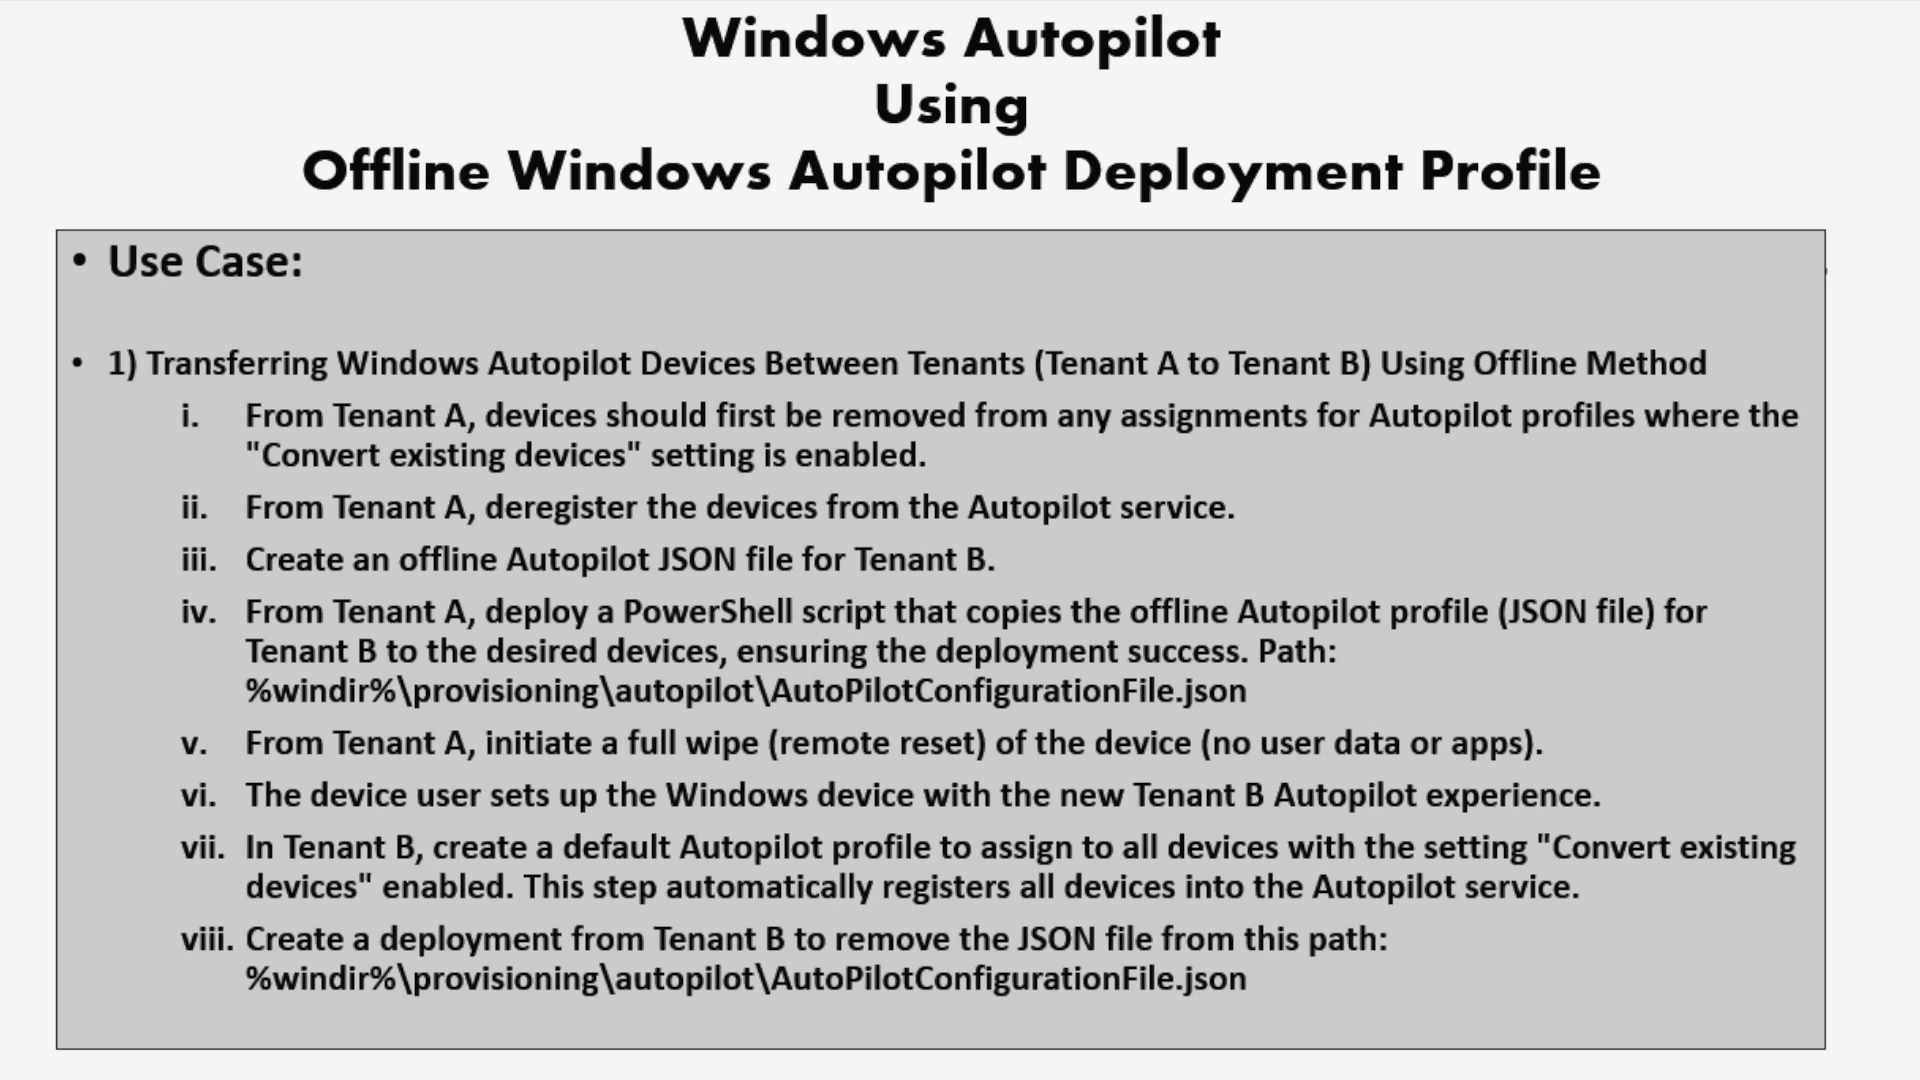 Windows Autopilot
Using
Offline Windows Autopilot Deployment Profile
• Use Case:
• 1) Transferring Windows Autopilot Devices Between Tenants (Tenant A to Tenant B) Using Offline Method
i. From Tenant A, devices should first be removed from any assignments for Autopilot profiles where the
"Convert existing devices" setting is enabled.
ii. From Tenant A, deregister the devices from the Autopilot service.
iii. Create an offline Autopilot JSON file for Tenant B.
iv. From Tenant A, deploy a PowerShell script that copies the offline Autopilot profile (JSON file) for
Tenant B to the desired devices, ensuring the deployment success. Path:
%windir%\provisioning\autopilot\AutoPilotConfigurationFile.json
v. From Tenant A, initiate a full wipe (remote reset) of the device (no user data or apps).
vi. The device user sets up the Windows device with the new Tenant B Autopilot experience.
vii. In Tenant B, create a default Autopilot profile to assign to all devices with the setting "Convert existing
devices" enabled. This step automatically registers all devices into the Autopilot service.
viii. Create a deployment from Tenant B to remove the JSON file from this path:
%windir%\provisioning\autopilot\AutoPilotConfigurationFile.json